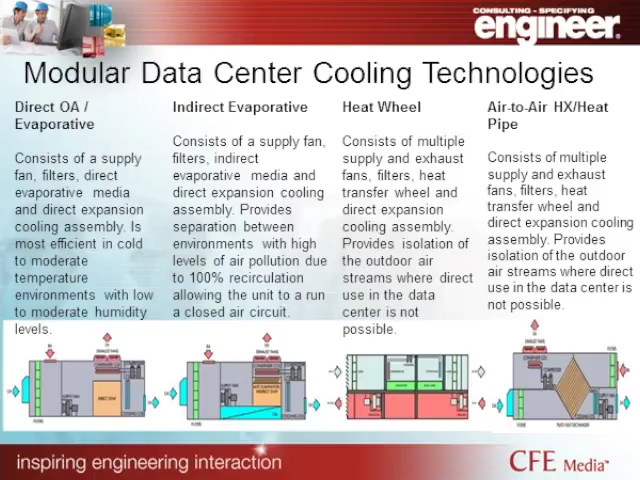 CONSULTING - SPECIFYING
engineer.
Modular Data Center Cooling Technologies
Direct OA /
Evaporative
Consists of a supply
fan, filters, direct
evaporative media
and direct expansion
cooling assembly. Is
most efficient in cold
to moderate
temperature
environments with low
to moderate humidity
levels.
Indirect Evaporative
Consists of a supply fan,
filters, indirect
evaporative media and
direct expansion cooling
assembly. Provides
separation between
environments with high
levels of air pollution due
to 100% recirculation
allowing the unit to a run
a closed air circuit.
Heat Wheel
Consists of multiple
supply and exhaust
fans, filters, heat
transfer wheel and
direct expansion
cooling assembly.
Provides isolation of
the outdoor air
streams where direct
use in the data
center is not
possible.
Air-to-Air HX/Heat
Pipe
Consists of multiple
supply and exhaust
fans, filters, heat
transfer wheel and
direct expansion cooling
assembly. Provides
isolation of the outdoor
air streams where direct
use in the data center is
not possible.
inspiring engineering interaction
CFE Media™